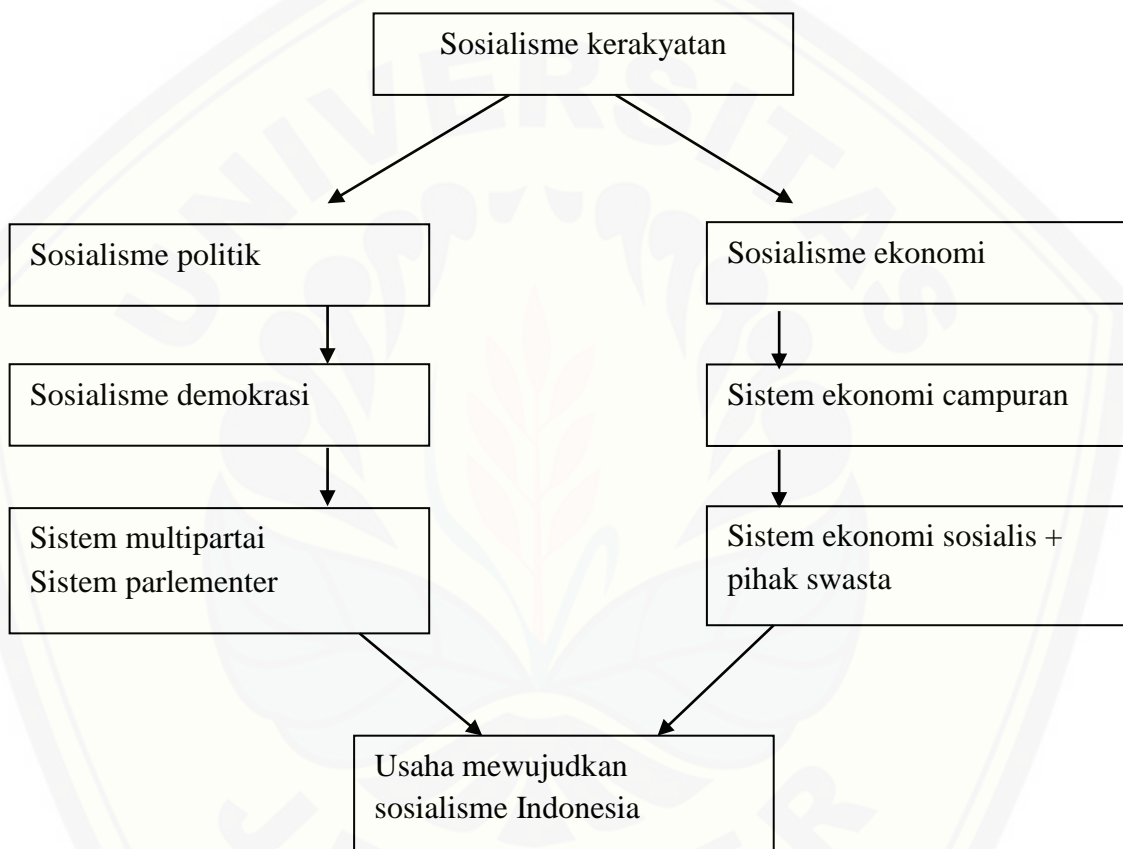 Sosialisme kerakyatan
Sosialisme politik
Sosialisme ekonomi
Sosialisme demokrasi
Sistem ekonomi campuran
Sistem multipartai
Sistem parlementer
Sistem ekonomi sosialis +
pihak swasta
Usaha mewujudkan
sosialisme Indonesia
UNIVERSITAS